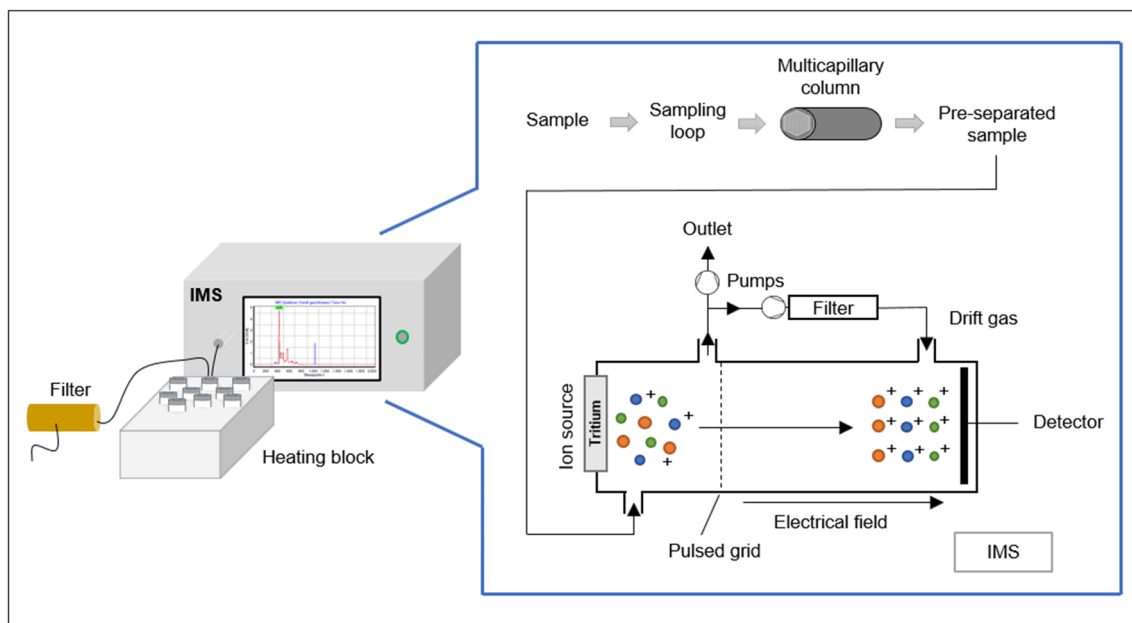 Multicapillary
column
Sample
Sampling
loop
Pre-separated
sample
Outlet
Pumps
Filter
Drift gas
IMS
Filter
Heating block
Ion source
Tritium
+
+
+
+ + +
+ + +
+ + +
Detector
Electrical field
Pulsed grid
IMS